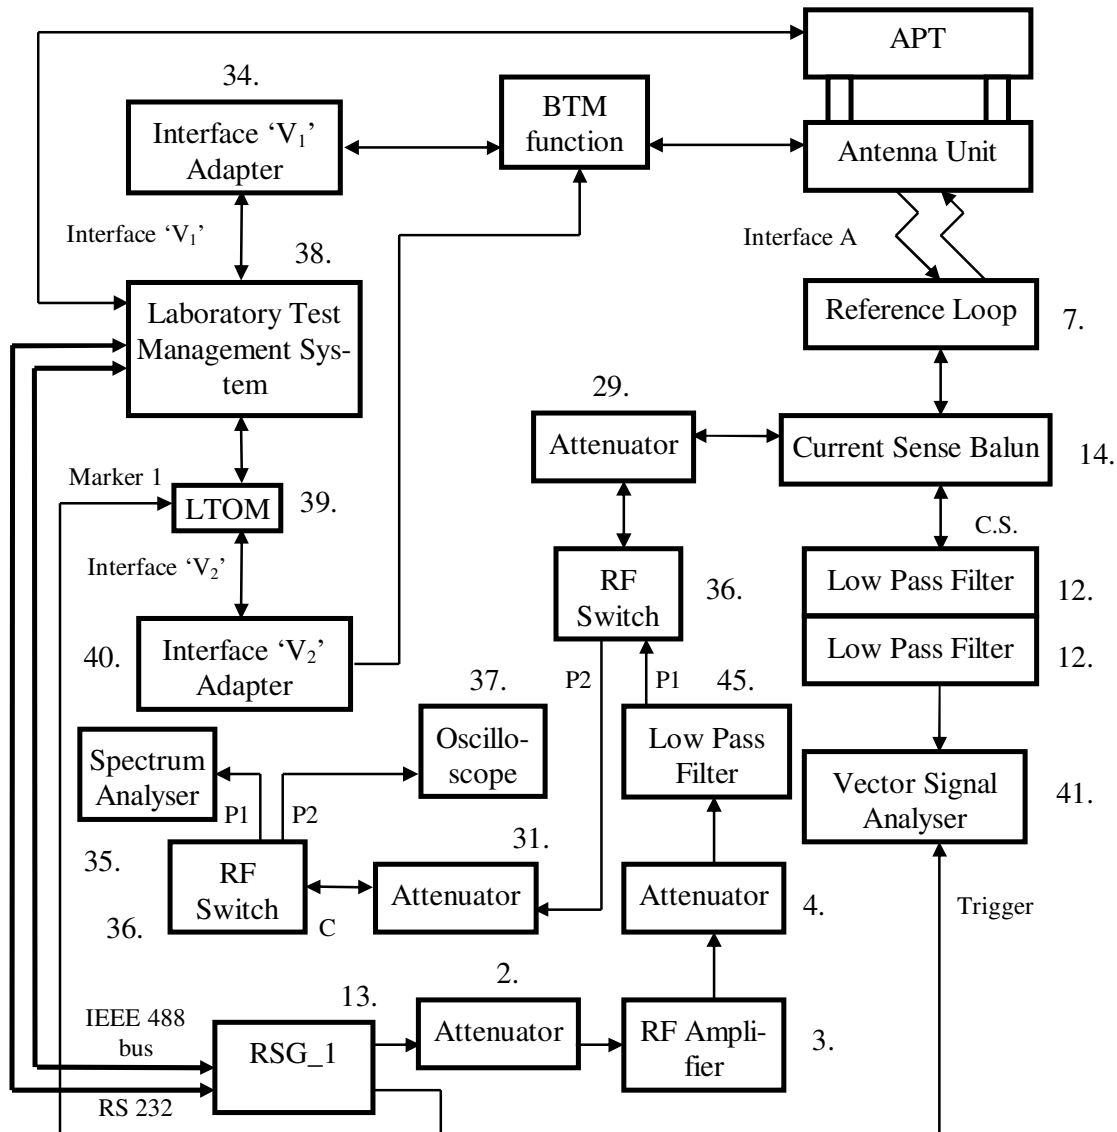 APT
34.
BTM
function
Interface ‘V1’
Adapter
Antenna Unit
Interface ‘V1’
Interface A
38.
Laboratory Test
Management Sys-
tem
Reference Loop
7.
29.
Attenuator
Current Sense Balun
14.
Marker 1
LTOM
39.
C.S.
Interface ‘V2’
RF
Switch
36.
Low Pass Filter
12.
Low Pass Filter
12.
40.
Interface ‘V2’
Adapter
P2
P1
37.
45.
Spectrum
Analyser
Oscillo-
scope
Low Pass
Filter
Vector Signal
Analyser
41.
P1
P2
31.
35.
RF
Switch
36.
C
Attenuator
Attenuator
4.
Trigger
2.
13.
IEEE 488
bus
RSG_1
Attenuator
RF Ampli-
fier
3.
RS 232